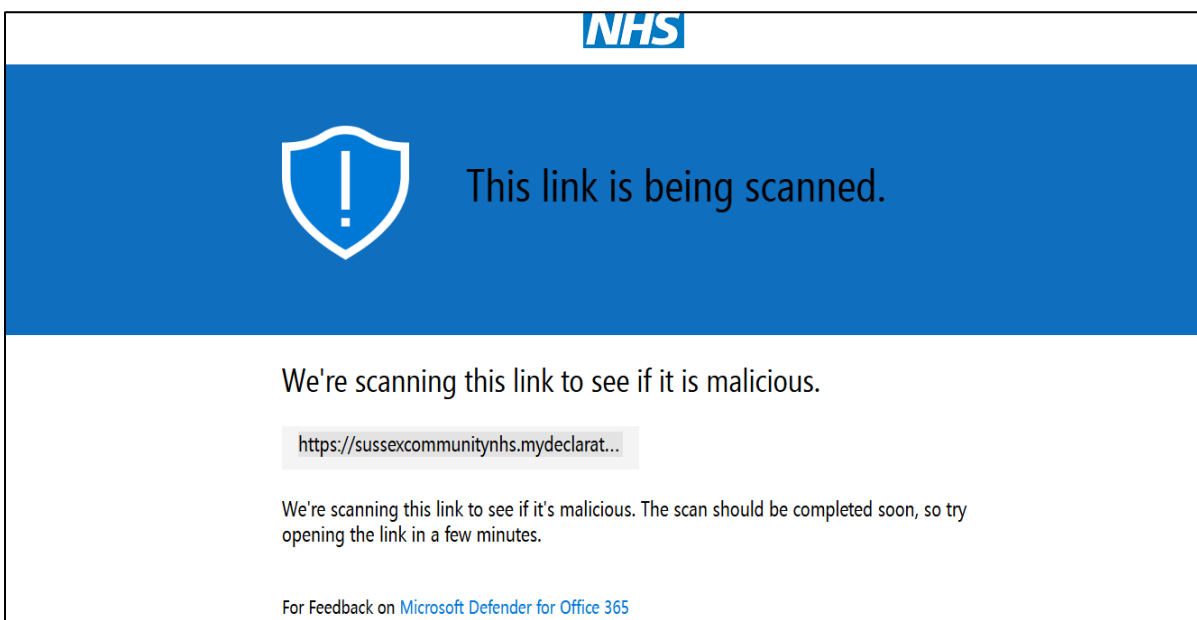 NHS
This link is being scanned.
We're scanning this link to see if it is malicious.
https://sussexcommunitynhs.mydeclarat...
We're scanning this link to see if it's malicious. The scan should be completed soon, so try
opening the link in a few minutes.
For Feedback on Microsoft Defender for Office 365